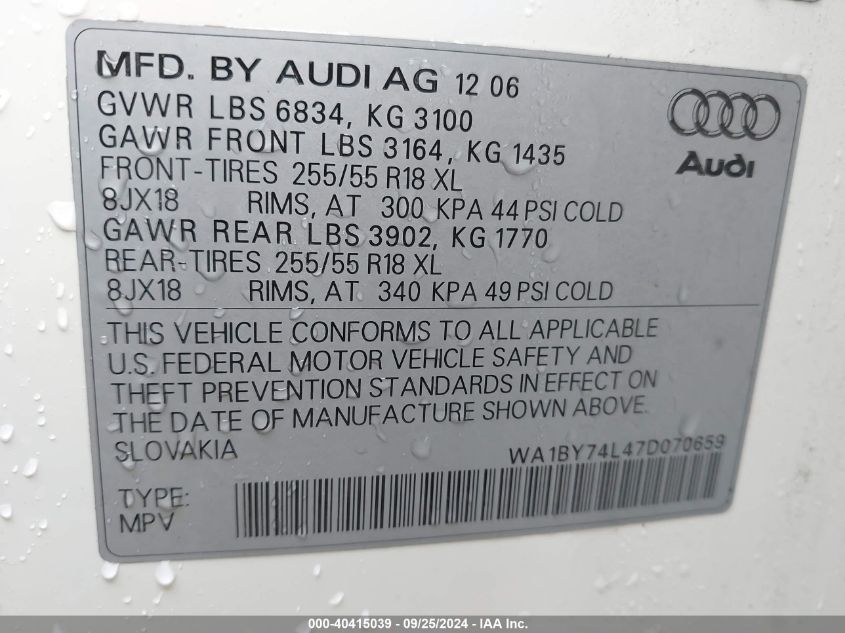 MFD. BY AUDI AG 12 06
GVWR LBS 6834, KG 3100
GAWR FRONT LBS 3164, KG 1435
FRONT-TIRES 255/55 R18 XL
8JX18 RIMS, AT 300 KPA 44 PSI COLD
GAWR REAR LBS 3902, KG 1770
REAR-TIRES 255/55 R18 XL
8JX18 RIMS, AT 340 KPA 49 PSI COLD
Audi
THIS VEHICLE CONFORMS TO ALL APPLICABLE
U.S. FEDERAL MOTOR VEHICLE SAFETY AND
THEFT PREVENTION STANDARDS IN EFFECT ON
THE DATE OF MANUFACTURE SHOWN ABOVE.
SLOVAKIA
WA1BY74L47D070659
TYPE:
MPV
000-40415039 - 09/25/2024 - IAA Inc.